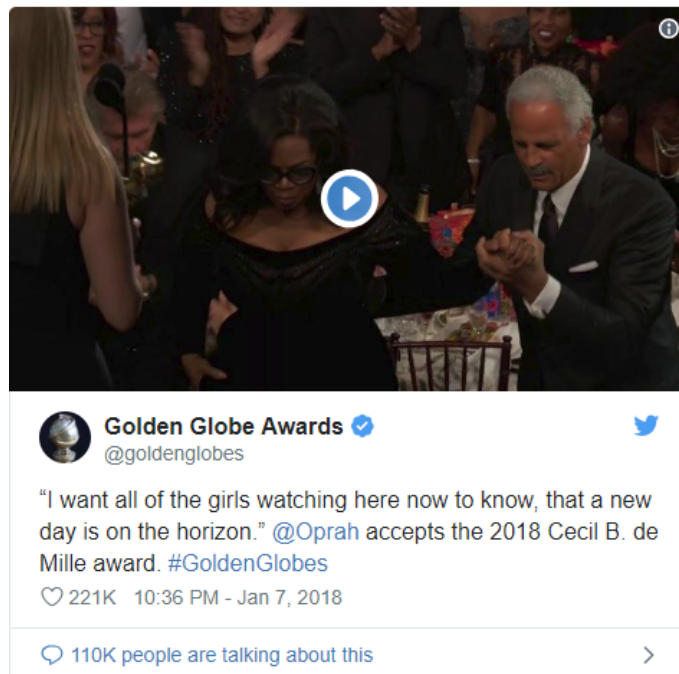 Golden Globe Awards
@goldenglobes
“I want all of the girls watching here now to know, that a new
day is on the horizon.” @Oprah accepts the 2018 Cecil B. de
Mille award. #GoldenGlobes
221K 10:36 PM - Jan 7, 2018
110K people are talking about this